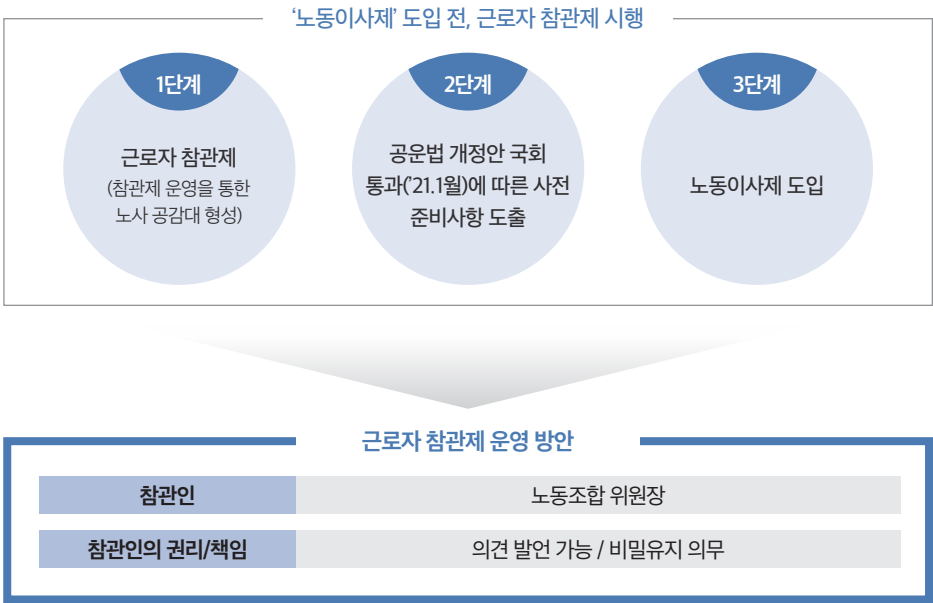 ‘노동이사제’ 도입 전, 근로자 참관제 시행
1단계
근로자 참관제
(참관제 운영을 통한
노사 공감대 형성)
2단계
공운법 개정안 국회
통과(’21.1월)에 따른 사전
준비사항 도출
3단계
노동이사제 도입
근로자 참관제 운영 방안
참관인
노동조합 위원장
참관인의 권리/책임
의견 발언 가능 / 비밀유지 의무